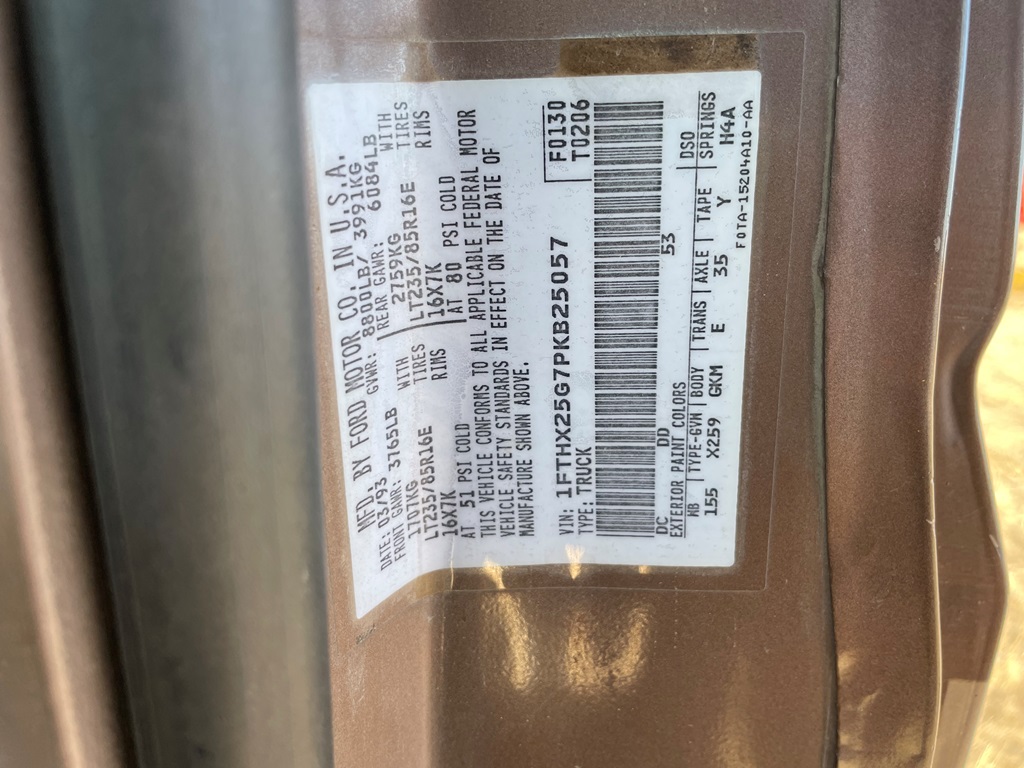 MFD. BY FORD MOTOR CO. IN U.S.A.
DATE: 03/93 GVWR: 8800LB/ 3991KG
FRONT GAWR: 3765LB REAR GAWR: 6084LB
1707KG WITH 2759KG WITH
LT235/85R16E TIRES LT235/85R16E TIRES
16X7K RIMS 16X7K RIMS
AT 51 PSI COLD AT 80 PSI COLD
THIS VEHICLE CONFORMS TO ALL APPLICABLE FEDERAL MOTOR
VEHICLE SAFETY STANDARDS IN EFFECT ON THE DATE OF
MANUFACTURE SHOWN ABOVE.
F0130
VIN: 1FTHX25G7PKB25057 T0206
TYPE: TRUCK
DC DD 53
EXTERIOR PAINT COLORS DSO
WB TYPE-GVW BODY TRANS AXLE TAPE SPRINGS
155 X259 GKM E 35 Y H4A
F0TA-15204A10-AA